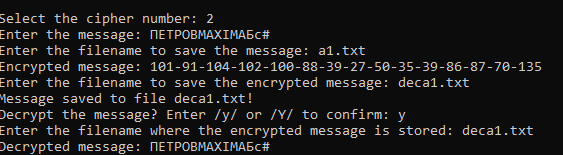 Select the cipher number: 2
Enter the message: ПЕТРОВМАХІМАБс#
Enter the filename to save the message: a1.txt
Encrypted message: 101-91-104-102-100-88-39-27-50-35-39-86-87-70-135
Enter the filename to save the encrypted message: deca1.txt
Message saved to file deca1.txt!
Decrypt the message? Enter /y/ or /Y/ to confirm: y
Enter the filename where the encrypted message is stored: deca1.txt
Decrypted message: ПЕТРОВМАХІМАБс#